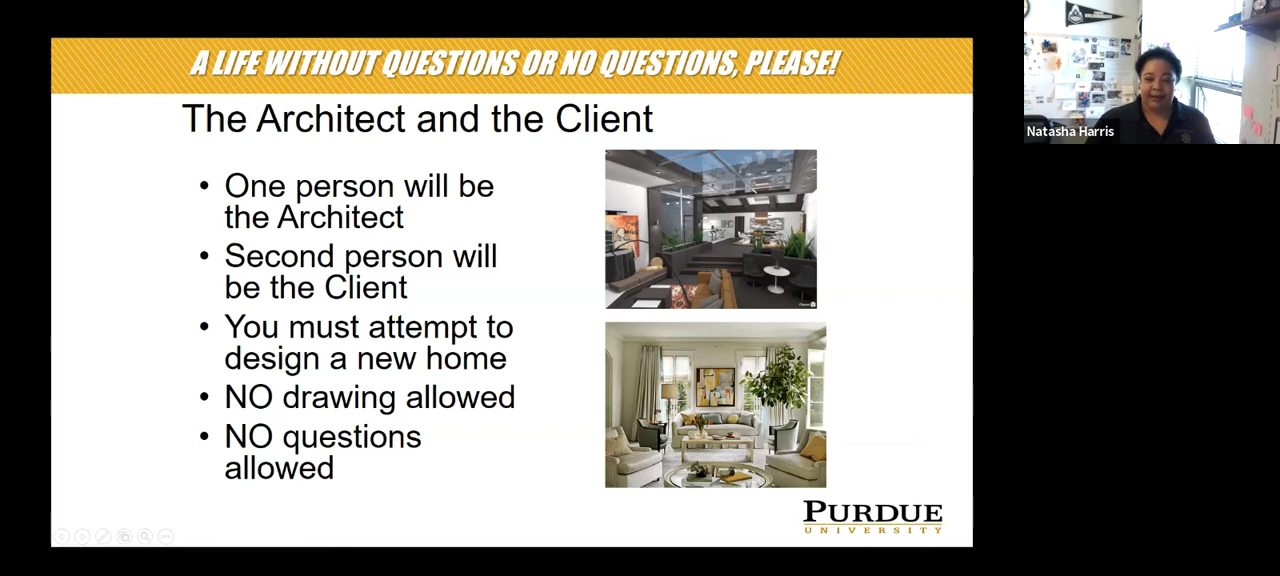 A LIFE WITHOUT QUESTIONS OR NO QUESTIONS, PLEASE!
The Architect and the Client
• One person will be
the Architect
• Second person will
be the Client
• You must attempt to
design a new home
• NO drawing allowed
• NO questions
allowed
PURDUE
UNIVERSITY
Natasha Harris